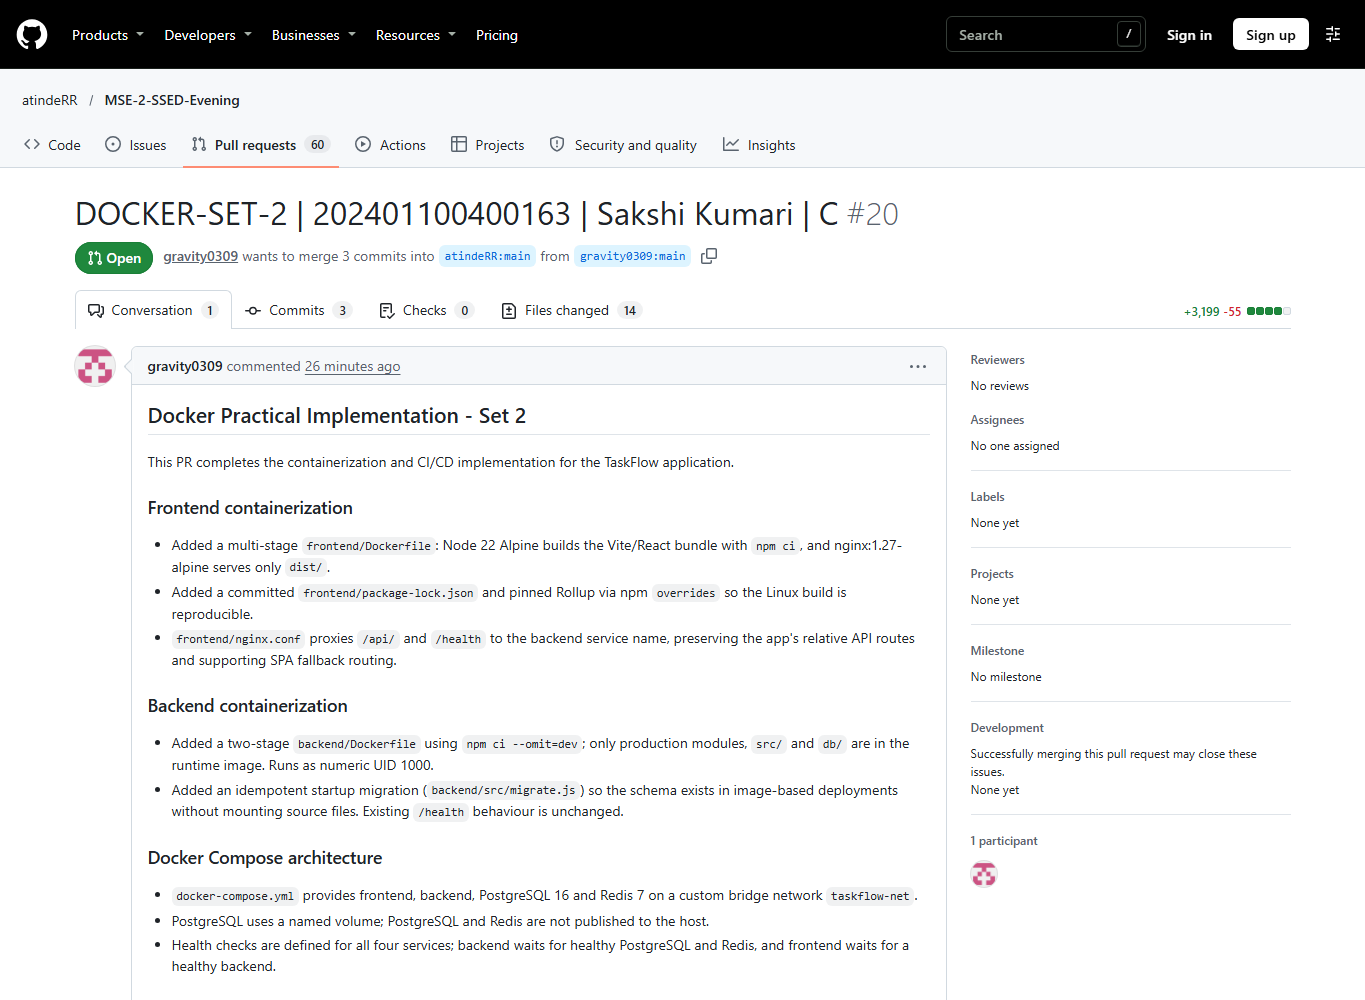 Products Developers Businesses Resources Pricing Search / Sign in Sign up
atindeRR / MSE-2-SSED-Evening
Code Issues Pull requests 60 Actions Projects Security and quality Insights
DOCKER-SET-2 | 202401100400163 | Sakshi Kumari | C #20
Open gravity0309 wants to merge 3 commits into atindeRR:main from gravity0309:main
Conversation 1 Commits 3 Checks 0 Files changed 14 +3,199 -55
gravity0309 commented 26 minutes ago
Docker Practical Implementation - Set 2
This PR completes the containerization and CI/CD implementation for the TaskFlow application.
Frontend containerization
• Added a multi-stage frontend/Dockerfile: Node 22 Alpine builds the Vite/React bundle with npm ci, and nginx:1.27-
alpine serves only dist/.
• Added a committed frontend/package-lock.json and pinned Rollup via npm overrides so the Linux build is
reproducible.
• frontend/nginx.conf proxies /api/ and /health to the backend service name, preserving the app's relative API routes
and supporting SPA fallback routing.
Backend containerization
• Added a two-stage backend/Dockerfile using npm ci --omit=dev; only production modules, src/ and db/ are in the
runtime image. Runs as numeric UID 1000.
• Added an idempotent startup migration (backend/src/migrate.js) so the schema exists in image-based deployments
without mounting source files. Existing /health behaviour is unchanged.
Docker Compose architecture
• docker-compose.yml provides frontend, backend, PostgreSQL 16 and Redis 7 on a custom bridge network taskflow-net.
• PostgreSQL uses a named volume; PostgreSQL and Redis are not published to the host.
• Health checks are defined for all four services; backend waits for healthy PostgreSQL and Redis, and frontend waits for a
healthy backend.
Reviewers
No reviews
Assignees
No one assigned
Labels
None yet
Projects
None yet
Milestone
No milestone
Development
Successfully merging this pull request may close these
issues.
None yet
1 participant